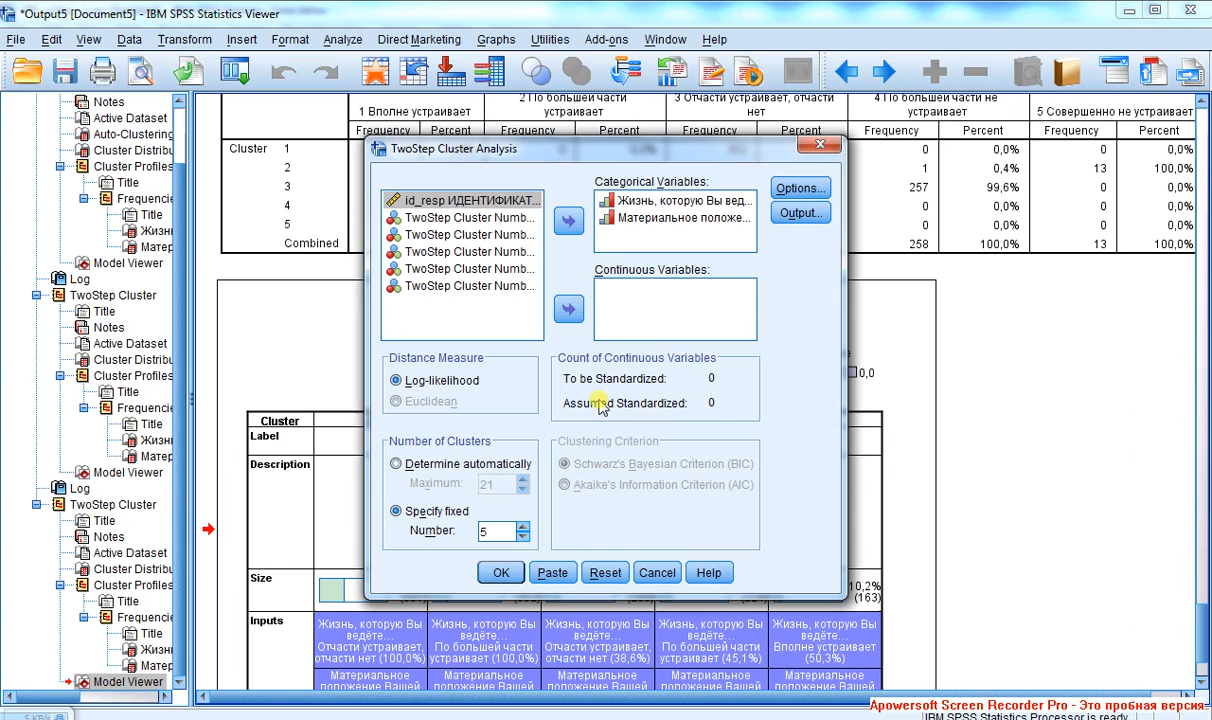 *Output5 [Document5] - IBM SPSS Statistics Viewer
File Edit View Data Transform Insert Format Analyze Direct Marketing Graphs Utilities Add-ons Window Help
Notes
Active Dataset
Auto-Clustering
Cluster Distribu
Cluster Profiles
Title
Frequencie
Title
Жизн
Матер
Model Viewer
Log
TwoStep Cluster
Title
Notes
Active Dataset
Cluster Distribu
Cluster Profiles
Title
Frequencie
Title
Жизн
Матер
Model Viewer
Log
TwoStep Cluster
Title
Notes
Active Dataset
Cluster Distribu
Cluster Profiles
Title
Frequencie
Title
Жизн
Матер
Model Viewer
1 Вполне устраивает
2 По большей части устраивает
3 Отчасти устраивает, отчасти нет
4 По большей части не устраивает
5 Совершенно не устраивает
Frequency Percent Frequency Percent Frequency Percent Frequency Percent Frequency Percent
Cluster 1 0 0,0% 0 0,0%
2 1 0,4% 13 100,0%
3 257 99,6% 0 0,0%
4 0 0,0% 0 0,0%
5 0 0,0% 0 0,0%
Combined 258 100,0% 13 100,0%
TwoStep Cluster Analysis
id_resp ИДЕНТИФИКАТ...
TwoStep Cluster Numb...
TwoStep Cluster Numb...
TwoStep Cluster Numb...
TwoStep Cluster Numb...
TwoStep Cluster Numb...
Categorical Variables:
Жизнь, которую Вы вед...
Материальное положе...
Options...
Output...
Continuous Variables:
Distance Measure
Log-likelihood
Euclidean
Count of Continuous Variables
To be Standardized: 0
Assumed Standardized: 0
Number of Clusters
Determine automatically
Maximum: 21
Specify fixed
Number: 5
Clustering Criterion
Schwarz's Bayesian Criterion (BIC)
Akaike's Information Criterion (AIC)
OK Paste Reset Cancel Help
0,0
Cluster
Label
Description
Size
10,2%
(163)
Inputs
Жизнь, которую Вы ведёте... Отчасти устраивает, отчасти нет (100,0%)
Жизнь, которую Вы ведёте... По большей части устраивает (100,0%)
Жизнь, которую Вы ведёте... Отчасти устраивает, отчасти нет (38,6%)
Жизнь, которую Вы ведёте... По большей части устраивает (45,1%)
Жизнь, которую Вы ведёте... Вполне устраивает (50,3%)
Материальное положение Вашей
Материальное положение Вашей
Материальное положение Вашей
Материальное положение Вашей
Материальное положение Вашей
Apowersoft Screen Recorder Pro - Это пробная версия
IBM SPSS Statistics Processor is ready